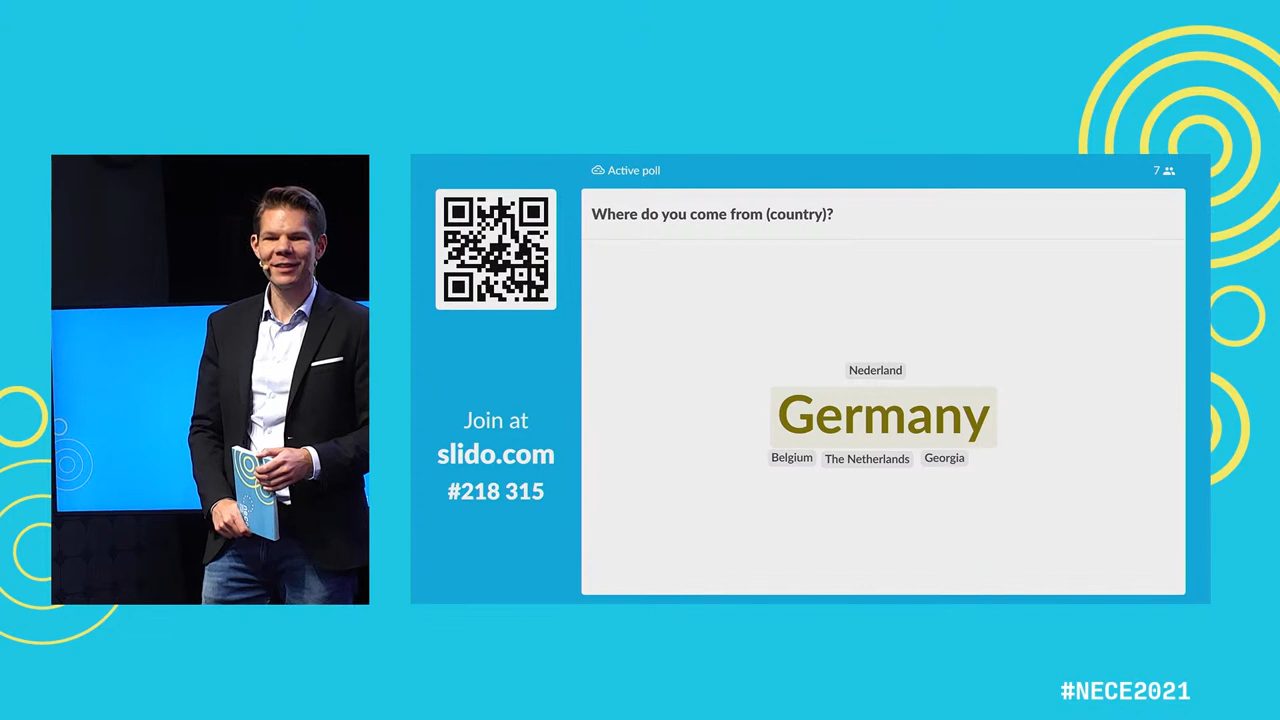 Active poll
7
Where do you come from (country)?
Nederland
Germany
Belgium
The Netherlands
Georgia
Join at
slido.com
#218 315
#NECE2021